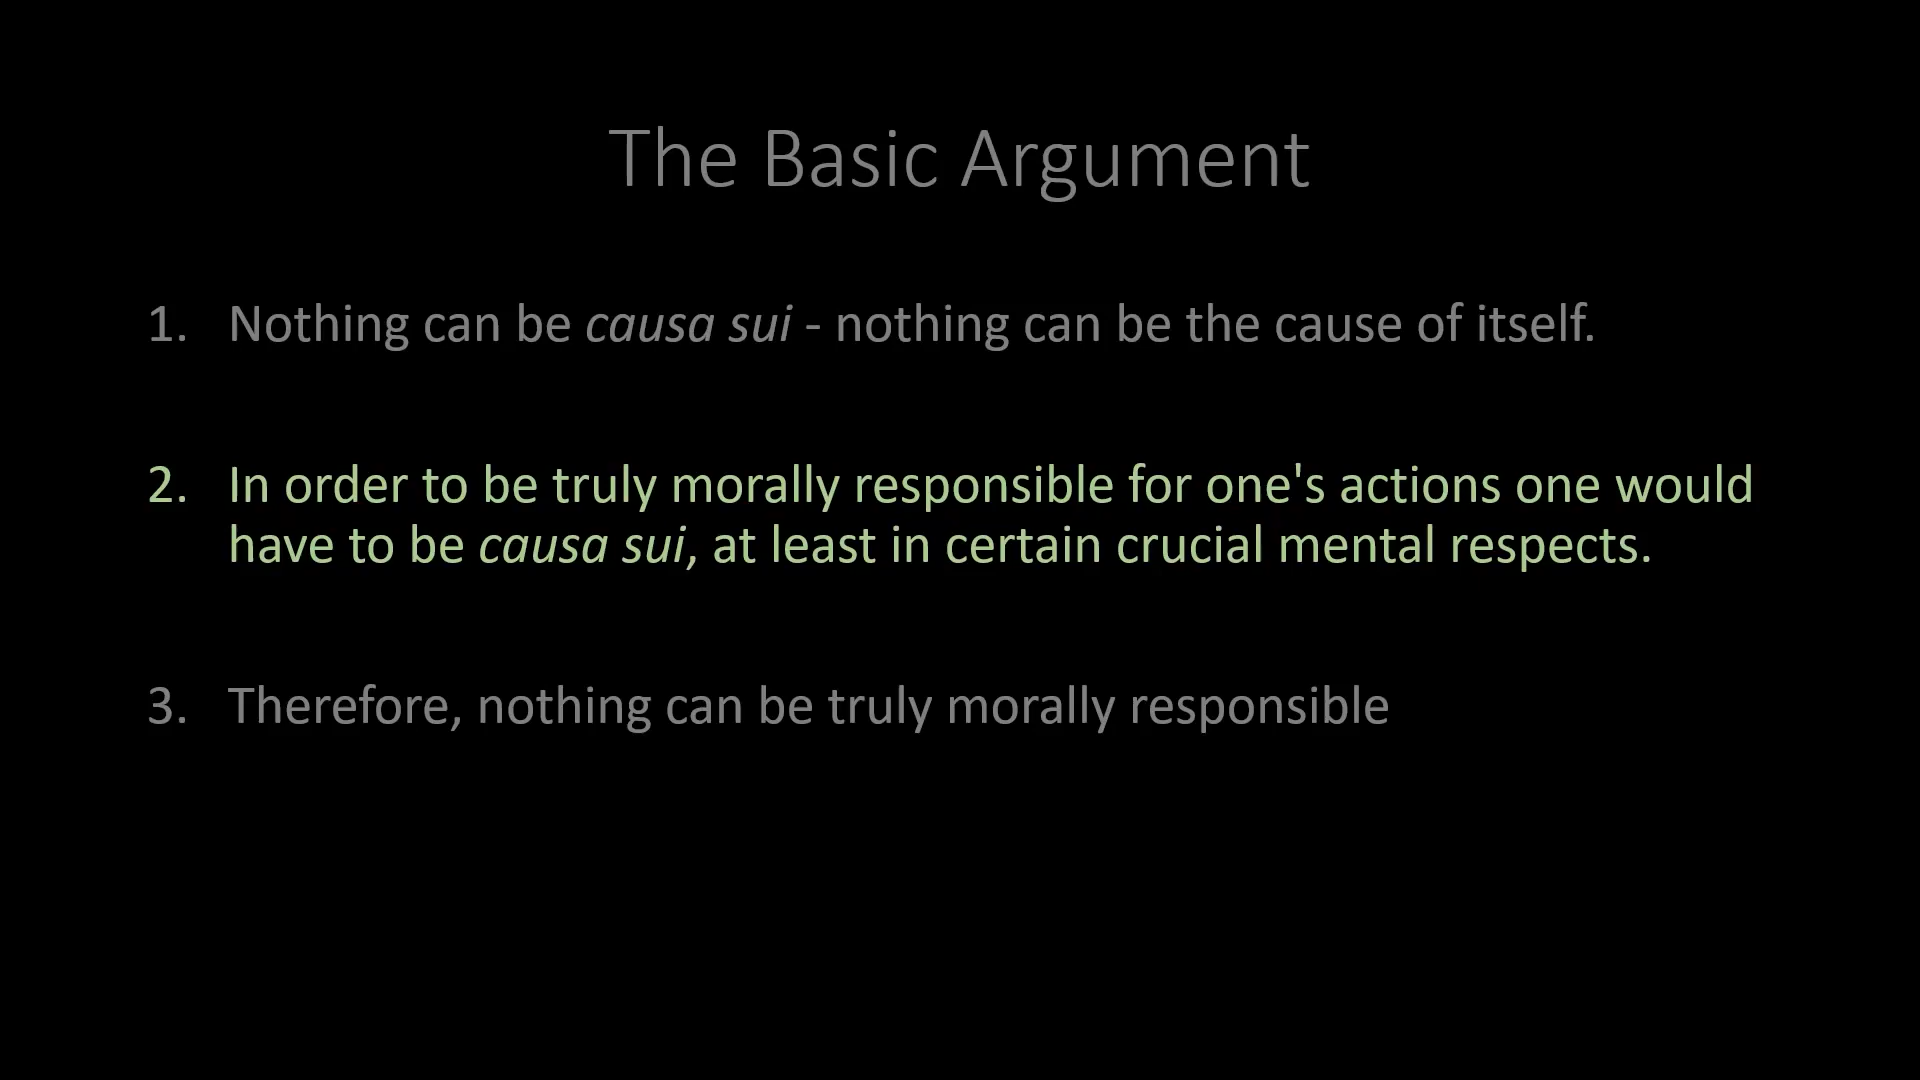 The Basic Argument
1. Nothing can be causa sui - nothing can be the cause of itself.
2. In order to be truly morally responsible for one's actions one would
have to be causa sui, at least in certain crucial mental respects.
3. Therefore, nothing can be truly morally responsible